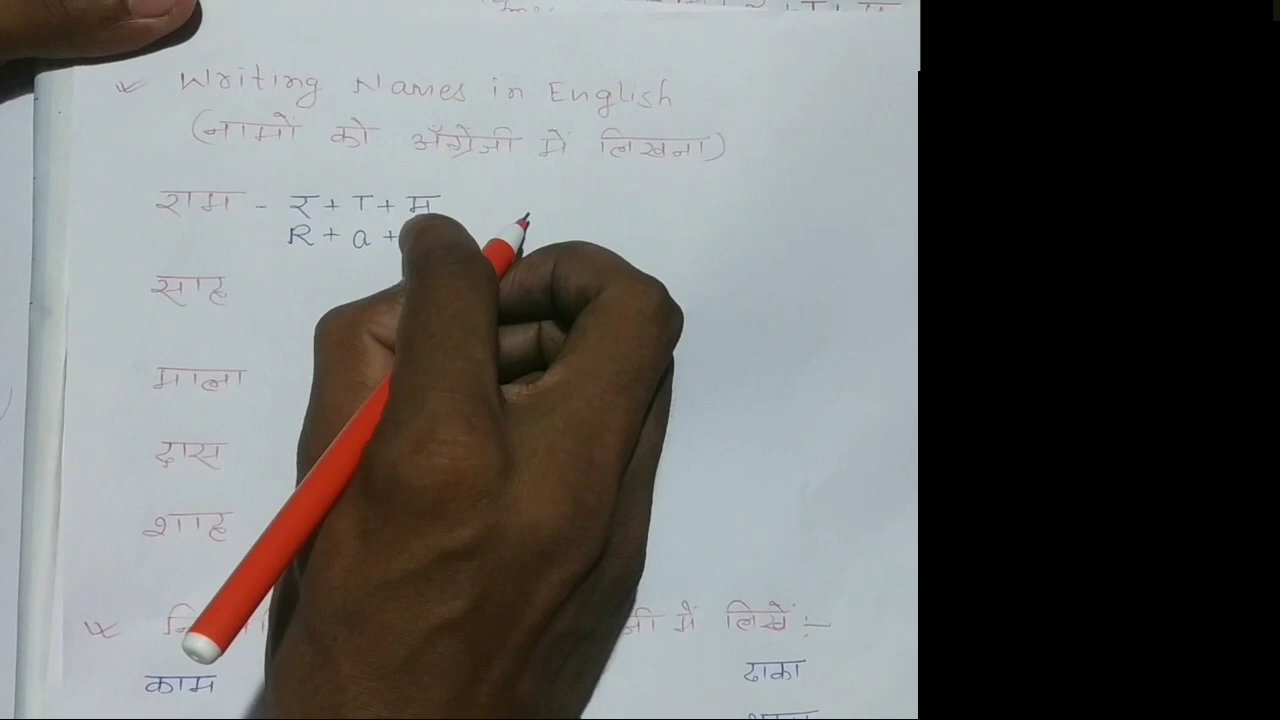 * Writing Names in English
(नामों को अँग्रेजी में लिखना)
राम - र + ा + म
R + a +
साह
माला
दास
शाह
* में लिखें :-
काम ढाका